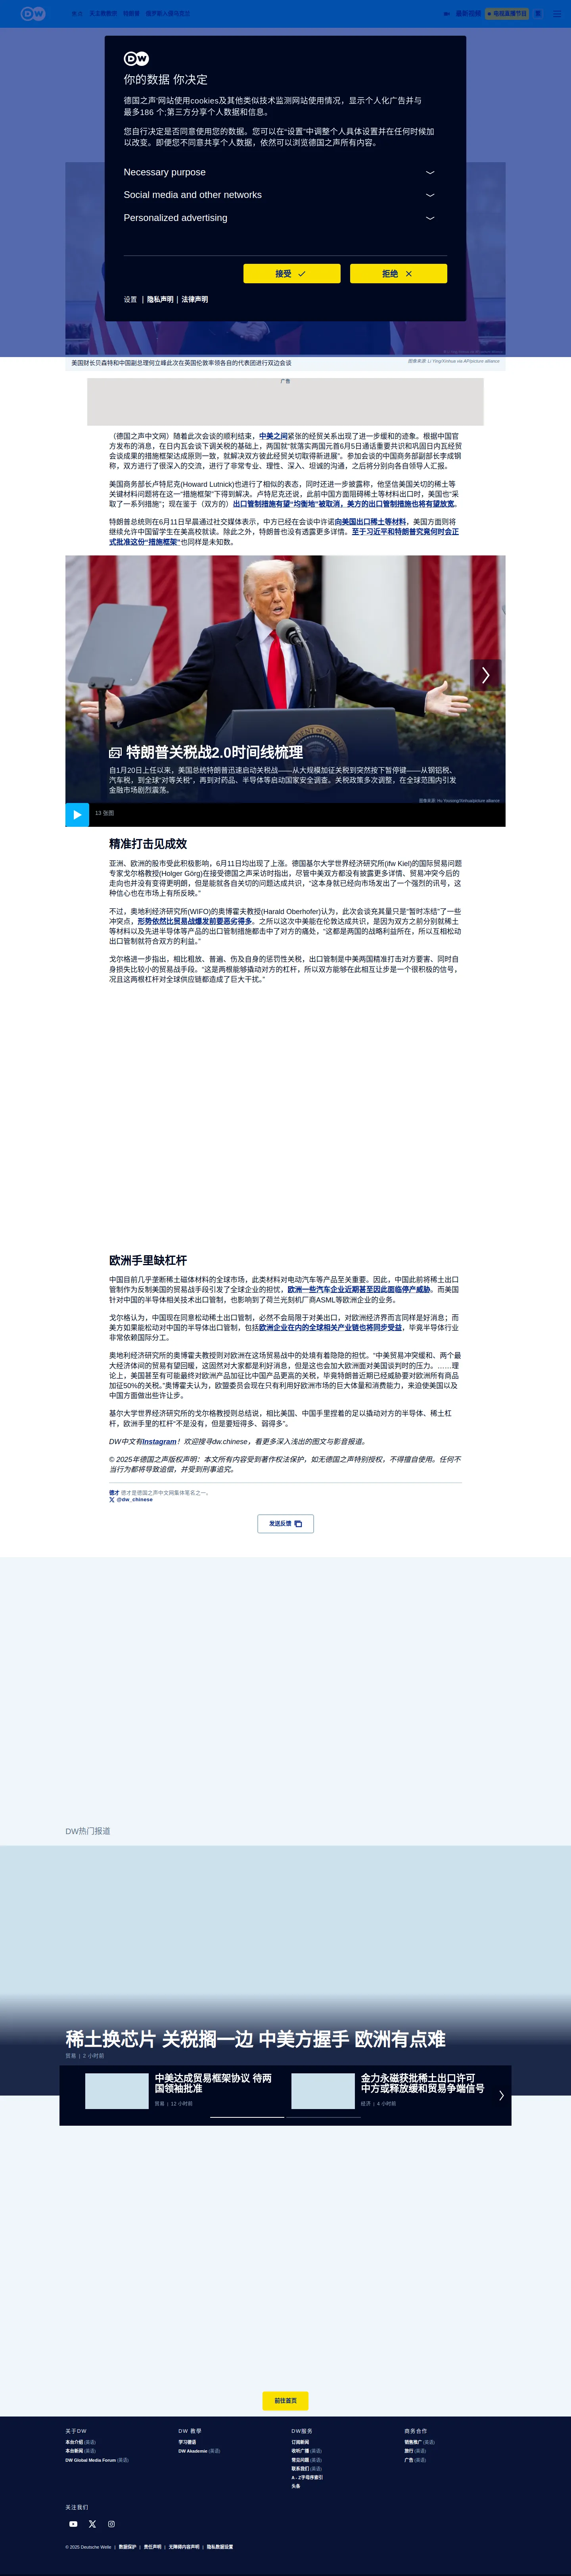 DW
最新视频
电视直播节目
DW
你的数据 你决定
德国之声˙网站使用cookies及其他类似技术监测网站使用情况，显示个人化广告并与
最多186 个;第三方分享个人数据和信息。
您自行决定是否同意使用您的数据。您可以在“设置”中调整个人具体设置并在任何时候加
以改变。即便您不同意共享个人数据，依然可以浏览德国之声所有内容。
Necessary purpose
Social media and other networks
Personalized advertising
接受
拒绝
设置 | 隐私声明 | 法律声明
美国财长贝森特和中国副总理何立峰此次在英国伦敦率领各自的代表团进行双边会谈
图像来源: Li Ying/Xinhua via AP/picture alliance
广告
（德国之声中文网）随着此次会谈的顺利结束，中美之间紧张的经贸关系出现了进一步缓和的迹象。根据中国官
方发布的消息，在日内瓦会谈下调关税的基础上，两国就“就落实两国元首6月5日通话重要共识和巩固日内瓦经贸
会谈成果的措施框架达成原则一致，就解决双方彼此经贸关切取得新进展”。参加会谈的中国商务部副部长李成钢
称，双方进行了很深入的交流，进行了非常专业、理性、深入、坦诚的沟通，之后将分别向各自领导人汇报。
美国商务部长卢特尼克(Howard Lutnick)也进行了相似的表态，同时还进一步披露称，他坚信美国关切的稀土等
关键材料问题将在这一“措施框架”下得到解决。卢特尼克还说，此前中国方面阻碍稀土等材料出口时，美国也“采
取了一系列措施”；现在鉴于（双方的）出口管制措施有望“均衡地”被取消，美方的出口管制措施也将有望放宽。
特朗普总统则在6月11日早晨通过社交媒体表示，中方已经在会谈中许诺向美国出口稀土等材料，美国方面则将
继续允许中国留学生在美高校就读。除此之外，特朗普也没有透露更多详情。至于习近平和特朗普究竟何时会正
式批准这份“措施框架”也同样是未知数。
特朗普关税战2.0时间线梳理
自1月20日上任以来，美国总统特朗普迅速启动关税战——从大规模加征关税到突然按下暂停键——从钢铝税、
汽车税，到全球“对等关税”，再到对药品、半导体等启动国家安全调查。关税政策多次调整，在全球范围内引发
金融市场剧烈震荡。
图像来源: Hu Yousong/Xinhua/picture alliance
13 张图
精准打击见成效
亚洲、欧洲的股市受此积极影响，6月11日均出现了上涨。德国基尔大学世界经济研究所(ifw Kiel)的国际贸易问题
专家戈尔格教授(Holger Görg)在接受德国之声采访时指出，尽管中美双方都没有披露更多详情、贸易冲突今后的
走向也并没有变得更明朗，但是能就各自关切的问题达成共识，“这本身就已经向市场发出了一个强烈的讯号，这
种信心也在市场上有所反映。”
不过，奥地利经济研究所(WIFO)的奥博霍夫教授(Harald Oberhofer)认为，此次会谈充其量只是“暂时冻结”了一些
冲突点，形势依然比贸易战爆发前要恶劣得多。之所以这次中美能在关键问题上达成共识，是因为双方之前分别就稀土
等材料以及先进半导体等产品的出口管制措施都击中了对方的痛处，“这都是两国的战略利益所在，所以互相松动
出口管制就符合双方的利益。”
戈尔格进一步指出，相比粗放、普遍、伤及自身的惩罚性关税，出口管制是中美两国精准打击对方要害、同时自
身损失比较小的贸易战手段。“这是两根能够撬动对方的杠杆，所以双方能够在此相互让步是一个很积极的信号，
况且这两根杠杆对全球供应链都造成了巨大干扰。”
欧洲手里缺杠杆
中国目前几乎垄断稀土磁体材料的全球市场，此类材料对电动汽车等产品至关重要。因此，中国此前将稀土出口
管制作为反制美国的贸易战手段引发了全球企业的担忧，欧洲一些汽车企业近期甚至因此面临停产威胁。而美国
针对中国的半导体相关技术出口管制，也影响到了荷兰光刻机厂商ASML等欧洲企业的业务。
戈尔格认为，中国现在同意松动稀土出口管制，必然不会局限于对美出口，对欧洲经济界而言同样是好消息；而
美方如果能松动对中国的半导体出口管制，包括欧洲企业在内的全球相关产业链也将同步受益，毕竟半导体行业
非常依赖国际分工。
奥地利经济研究所的奥博霍夫教授则对欧洲在这场贸易战中的处境有着隐隐的担忧。“中美贸易冲突缓和、两个最
大经济体间的贸易有望回暖，这固然对大家都是利好消息，但是这也会加大欧洲面对美国谈判时的压力。……理
论上，美国甚至有可能最终对欧洲产品加征比中国产品更高的关税，毕竟特朗普近期已经威胁要对欧洲所有商品
加征50%的关税。”奥博霍夫认为，欧盟委员会现在只有利用好欧洲市场的巨大体量和消费能力，来迫使美国以及
中国方面做出些许让步。
基尔大学世界经济研究所的戈尔格教授则总结说，相比美国、中国手里捏着的足以撬动对方的半导体、稀土杠
杆，欧洲手里的杠杆“不是没有，但是要短得多、弱得多”。
DW中文有Instagram！欢迎搜寻dw.chinese，看更多深入浅出的图文与影音报道。
© 2025年德国之声版权声明：本文所有内容受到著作权法保护，如无德国之声特别授权，不得擅自使用。任何不
当行为都将导致追偿，并受到刑事追究。
德才 德才是德国之声中文网集体笔名之一。
@dw_chinese
发送反馈
DW热门报道
稀土换芯片 关税搁一边 中美方握手 欧洲有点难
贸易 | 2 小时前
中美达成贸易框架协议 待两
国领袖批准
贸易 | 12 小时前
金力永磁获批稀土出口许可
中方或释放缓和贸易争端信号
经济 | 4 小时前
前往首页
关于DW
本台介绍 (英语)
本台新闻 (英语)
DW Global Media Forum (英语)
DW 教學
学习德语
DW Akademie (英语)
DW服务
订阅新闻
收听广播 (英语)
常见问题 (英语)
联系我们 (英语)
A - Z字母序索引
头条
商务合作
销售推广 (英语)
旅行 (英语)
广告 (英语)
关注我们
© 2025 Deutsche Welle | 数据保护 | 责任声明 | 无障碍内容声明 | 隐私数据设置